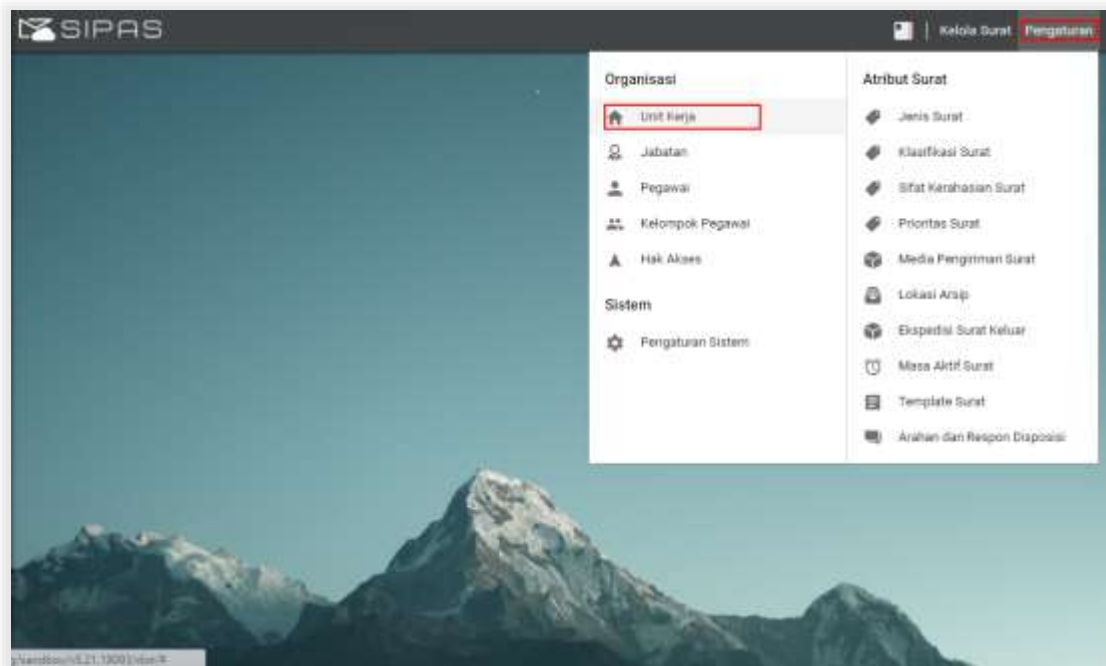 SIPAS
Kelola Surat
Pengaturan
Organisasi
Unit Kerja
Jabatan
Pegawai
Kelompok Pegawai
Hak Akses
Sistem
Pengaturan Sistem
Atribut Surat
Jenis Surat
Klasifikasi Surat
Sifat Kerahasian Surat
Prioritas Surat
Media Pengiriman Surat
Lokasi Arsip
Ekspedisi Surat Keluar
Masa Aktif Surat
Template Surat
Arahan dan Respon Disposisi